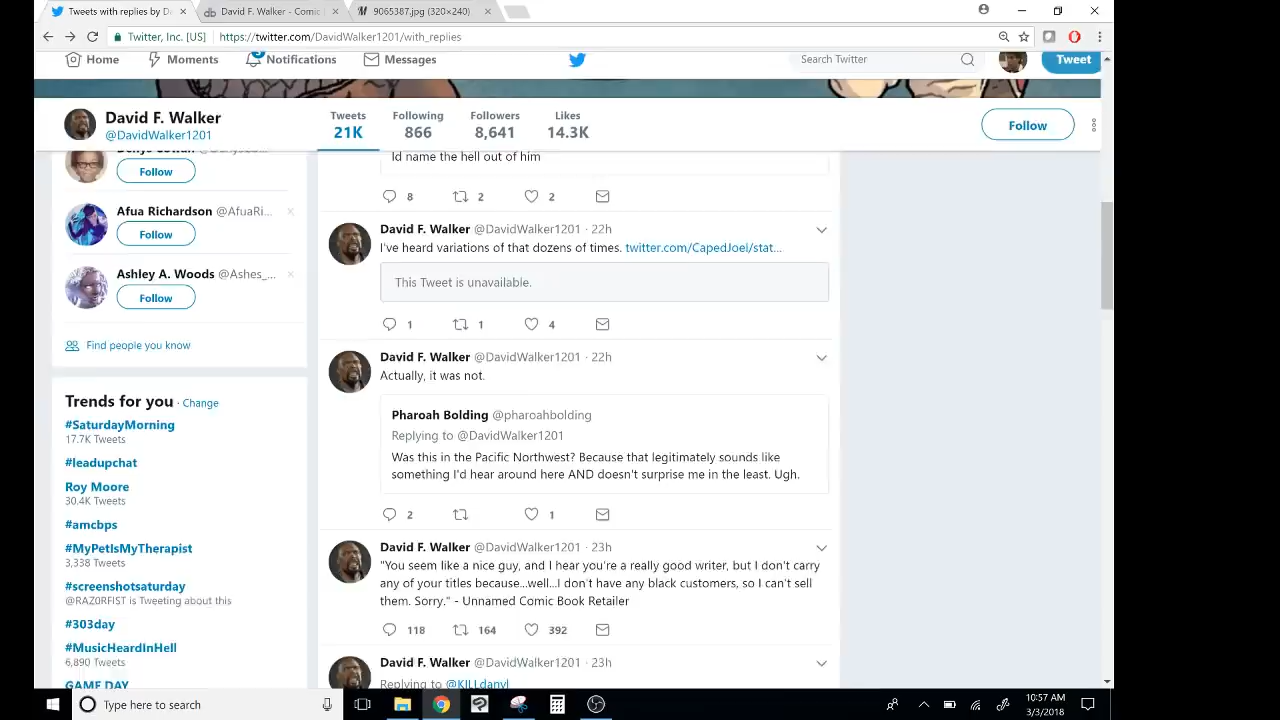 Tweets with replies by D
David F. Walker - Comic
9065387.jpg (320×240)
Twitter, Inc. [US]
https://twitter.com/DavidWalker1201/with_replies
Home
Moments
Notifications
Messages
Search Twitter
Tweet
David F. Walker
@DavidWalker1201
Tweets
21K
Following
866
Followers
8,641
Likes
14.3K
Follow
Follow
Afua Richardson @AfuaRi...
Follow
Ashley A. Woods @Ashes_...
Follow
Find people you know
Trends for you · Change
#SaturdayMorning
17.7K Tweets
#leadupchat
Roy Moore
30.4K Tweets
#amcbps
#MyPetIsMyTherapist
3,338 Tweets
#screenshotsaturday
@RAZ0RFIST is Tweeting about this
#303day
#MusicHeardInHell
6,890 Tweets
GAME DAY
Id name the hell out of him
8 2 2
David F. Walker @DavidWalker1201 · 22h
I've heard variations of that dozens of times. twitter.com/CapedJoel/stat...
This Tweet is unavailable.
1 1 4
David F. Walker @DavidWalker1201 · 22h
Actually, it was not.
Pharoah Bolding @pharoahbolding
Replying to @DavidWalker1201
Was this in the Pacific Northwest? Because that legitimately sounds like
something I'd hear around here AND doesn't surprise me in the least. Ugh.
2 1
David F. Walker @DavidWalker1201 · 23h
"You seem like a nice guy, and I hear you're a really good writer, but I don't carry
any of your titles because...well...I don't have any black customers, so I can't sell
them. Sorry." - Unnamed Comic Book Retailer
118 164 392
David F. Walker @DavidWalker1201 · 23h
Replying to @KILLdanyl
Type here to search
10:57 AM
3/3/2018